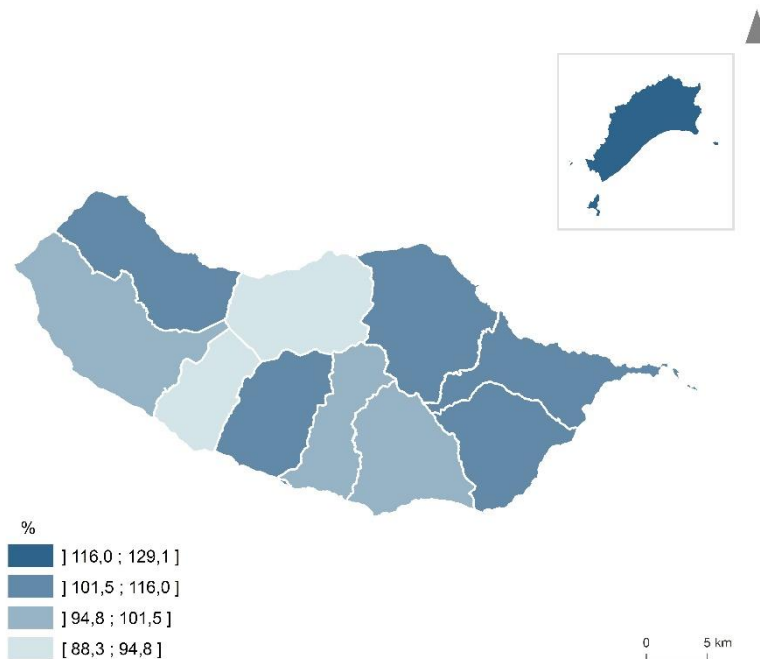 %
] 116,0 ; 129,1 ]
] 101,5 ; 116,0 ]
] 94,8 ; 101,5 ]
[ 88,3 ; 94,8 ]
0 5 km